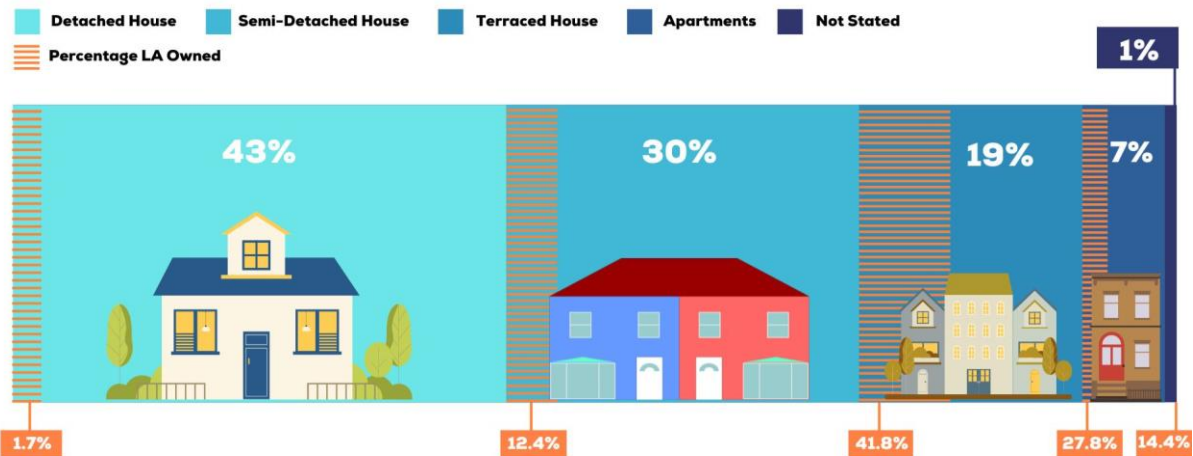 Detached House Semi-Detached House Terraced House Apartments Not Stated
Percentage LA Owned
1%
43% 30% 19% 7%
1.7% 12.4% 41.8% 27.8% 14.4%